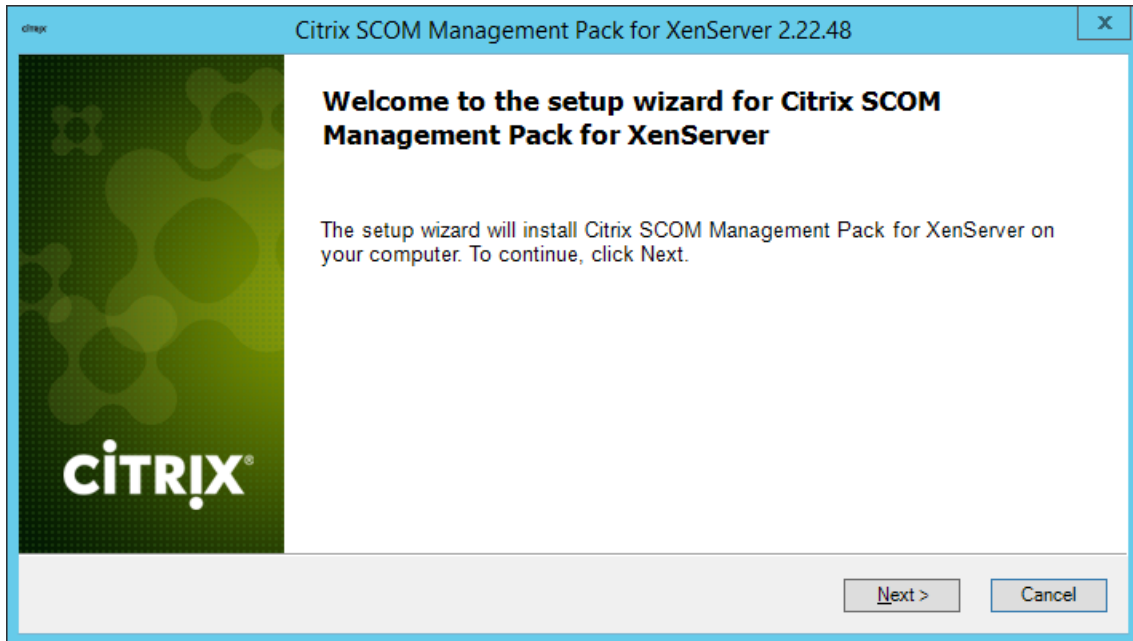 citrix
Citrix SCOM Management Pack for XenServer 2.22.48
X
Welcome to the setup wizard for Citrix SCOM
Management Pack for XenServer
The setup wizard will install Citrix SCOM Management Pack for XenServer on
your computer. To continue, click Next.
CİTRỊX®
Next >
Cancel